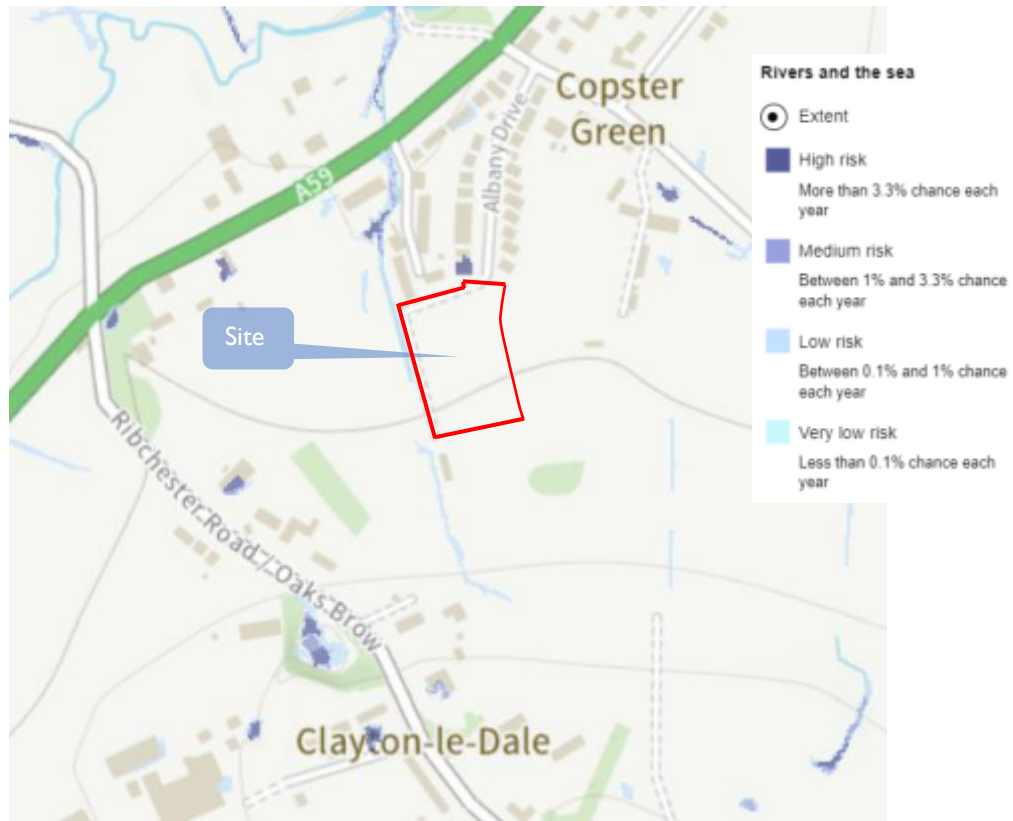 Copster
Green
Albany Drive
A59
Site
Ribchester Road / Oaks Brow
Clayton-le-Dale
Rivers and the sea
Extent
High risk
More than 3.3% chance each
year
Medium risk
Between 1% and 3.3% chance
each year
Low risk
Between 0.1% and 1% chance
each year
Very low risk
Less than 0.1% chance each
year